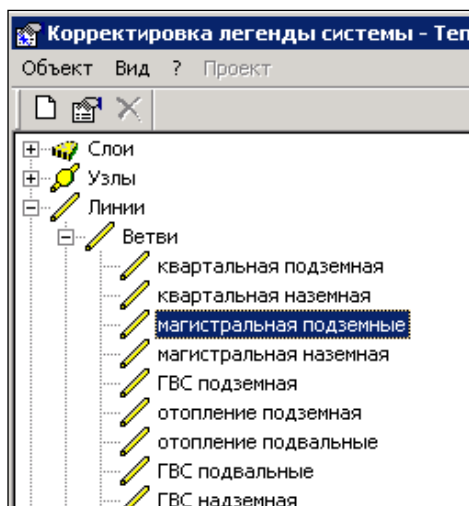 Корректировка легенды системы - Теп
Объект Вид ? Проект
Слои
Узлы
Линии
Ветви
квартальная подземная
квартальная наземная
магистральная подземные
магистральная наземная
ГВС подземная
отопление подземная
отопление подвальные
ГВС подвальные
ГВС надземная